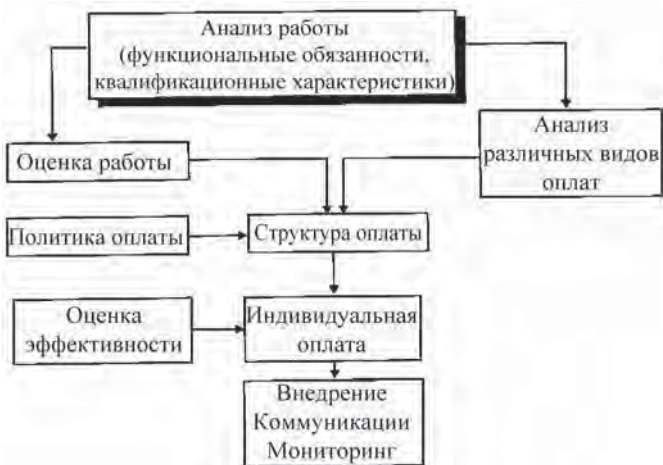 Анализ работы
(функциональные обязанности,
квалификационные характеристики)
Оценка работы
Анализ
различных видов
оплат
Политика оплаты
Структура оплаты
Оценка
эффективности
Индивидуальная
оплата
Внедрение
Коммуникации
Мониторинг